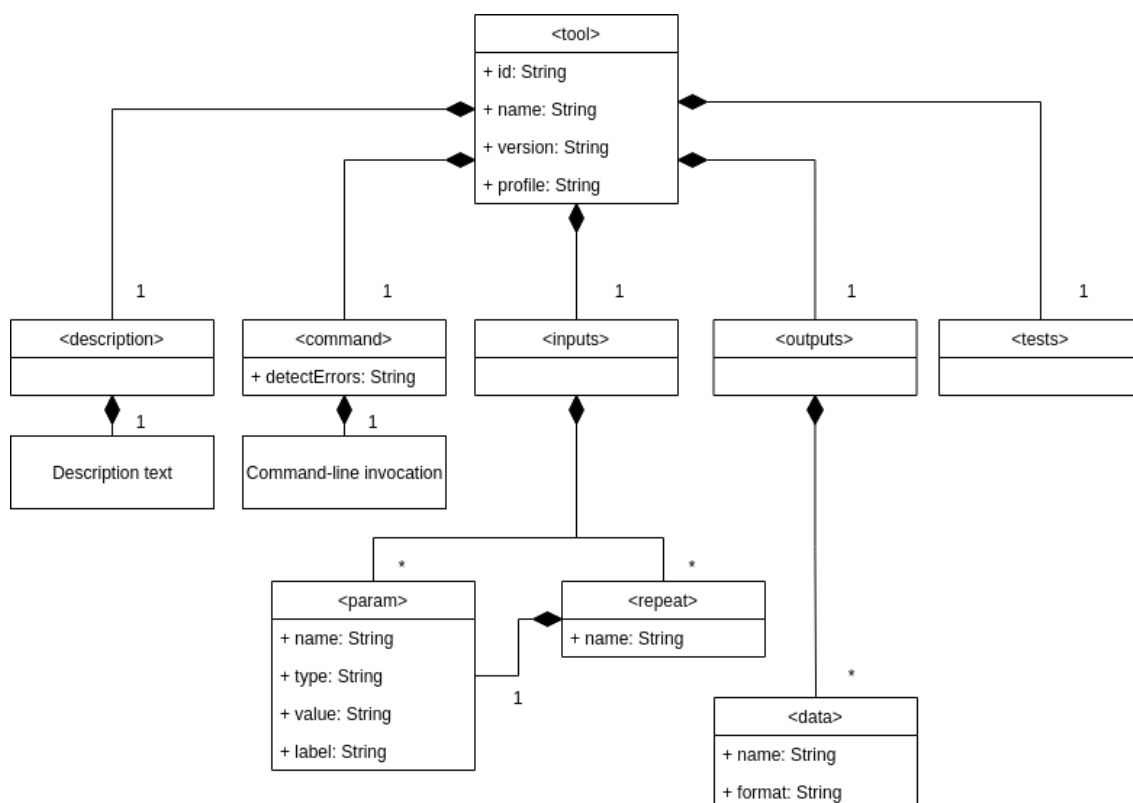 <tool>
+ id: String
+ name: String
+ version: String
+ profile: String
1
1
1
1
1
<description>
<command>
<inputs>
<outputs>
<tests>
+ detectErrors: String
1
1
Description text
Command-line invocation
*
*
<param>
<repeat>
+ name: String
+ name: String
+ type: String
1
+ value: String
+ label: String
*
<data>
+ name: String
+ format: String